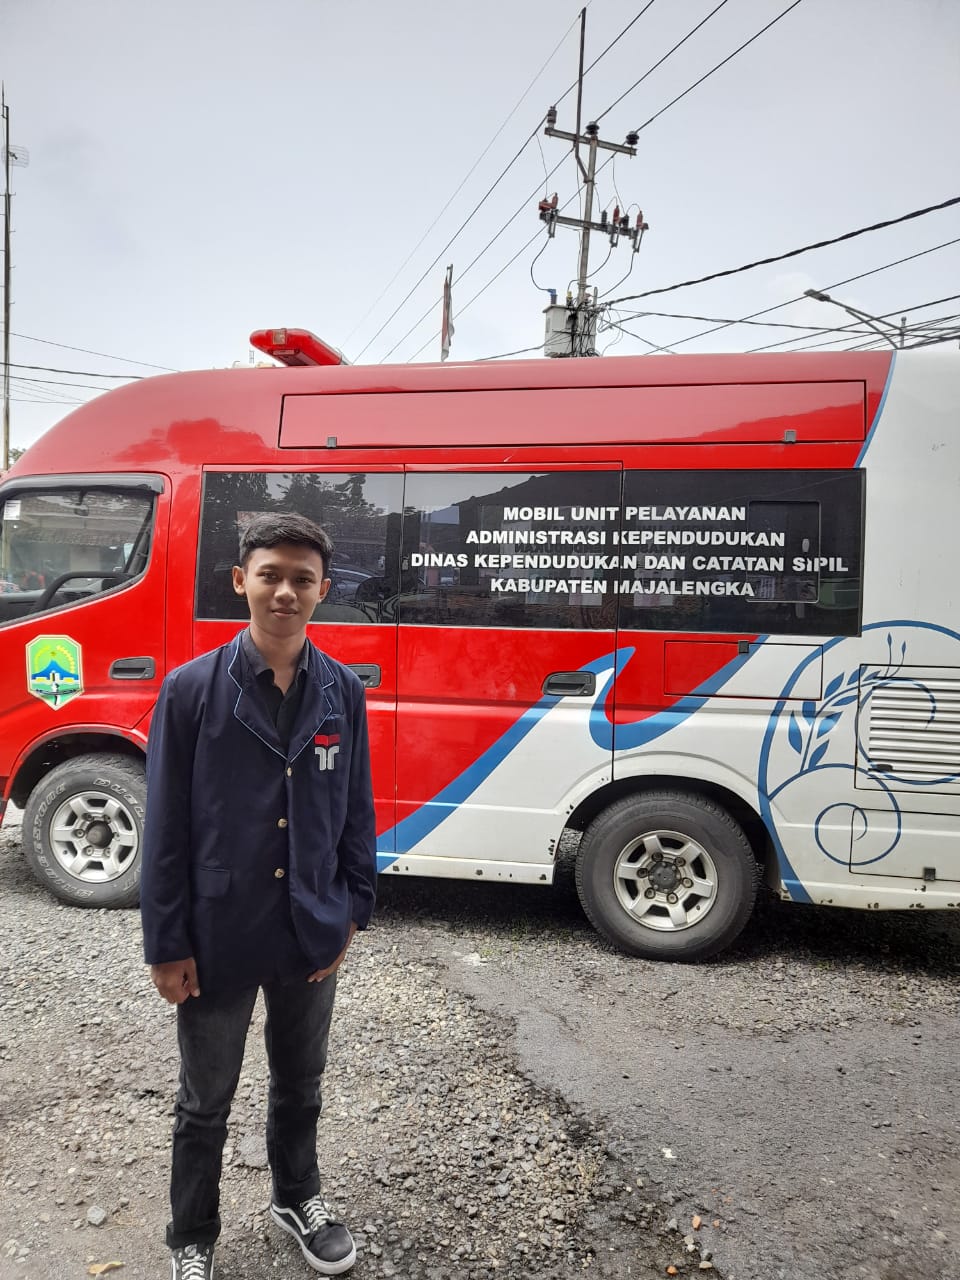 MOBIL UNIT PELAYANAN
ADMINISTRASI KEPENDUDUKAN
DINAS KEPENDUDUKAN DAN CATATAN SIPIL
KABUPATEN MAJALENGKA